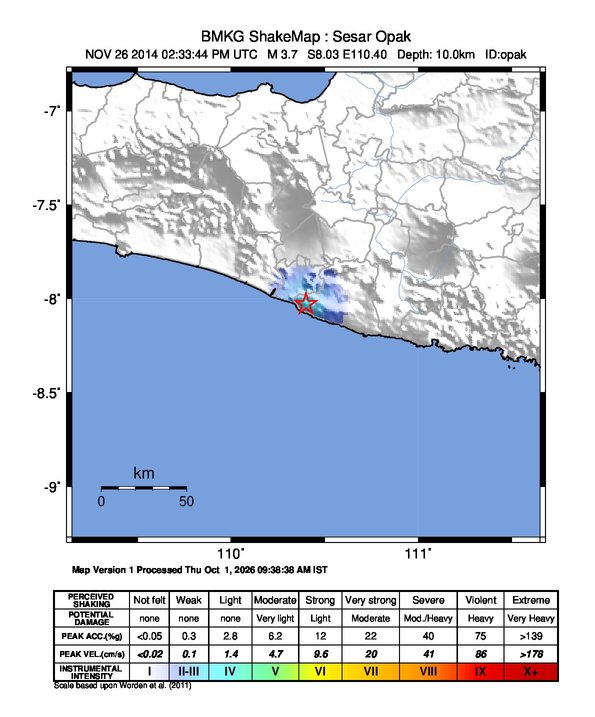 BMKG ShakeMap : Sesar Opak
NOV 26 2014 02:33:44 PM UTC M 3.7 S8.03 E110.40 Depth: 10.0km ID:opak
-7˚
-7.5˚
-8˚
-8.5˚
-9˚
km
0 50
110˚ 111˚
Map Version 1 Processed Thu Oct 1, 2026 09:38:38 AM IST
PERCEIVED SHAKING Not felt Weak Light Moderate Strong Very strong Severe Violent Extreme
POTENTIAL DAMAGE none none none Very light Light Moderate Mod./Heavy Heavy Very Heavy
PEAK ACC.(%g) <0.05 0.3 2.8 6.2 12 22 40 75 >139
PEAK VEL.(cm/s) <0.02 0.1 1.4 4.7 9.6 20 41 86 >178
INSTRUMENTAL INTENSITY I II-III IV V VI VII VIII IX X+
Scale based upon Worden et al. (2011)